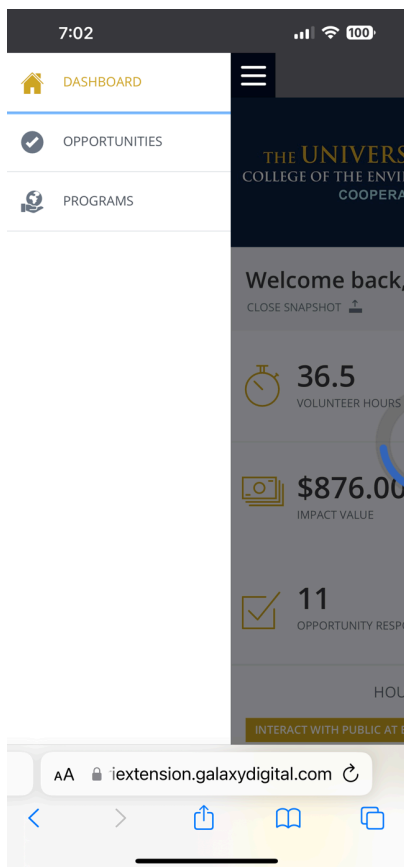 7:02
100
DASHBOARD
OPPORTUNITIES
PROGRAMS
THE UNIVERS
COLLEGE OF THE ENVI
COOPERA
Welcome back,
CLOSE SNAPSHOT
36.5
VOLUNTEER HOURS
$876.00
IMPACT VALUE
11
OPPORTUNITY RESP
HOU
INTERACT WITH PUBLIC AT
AA iextension.galaxydigital.com